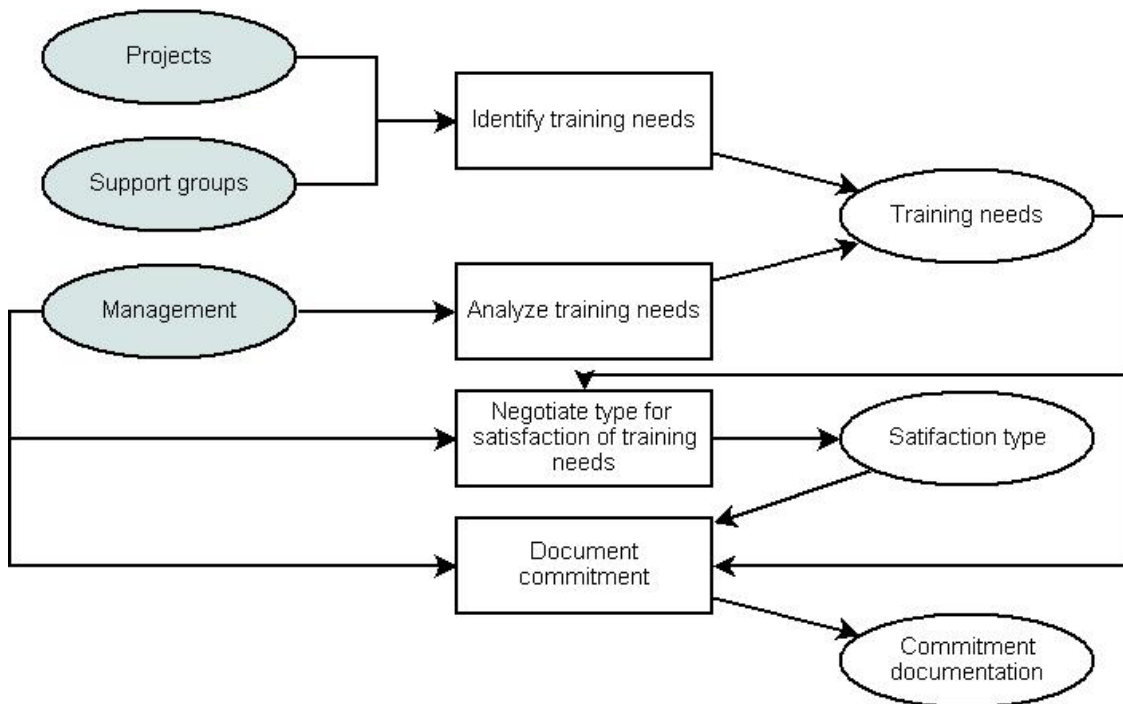 Projects
Identify training needs
Support groups
Training needs
Management
Analyze training needs
Negotiate type for
satisfaction of training
needs
Satifaction type
Document
commitment
Commitment
documentation